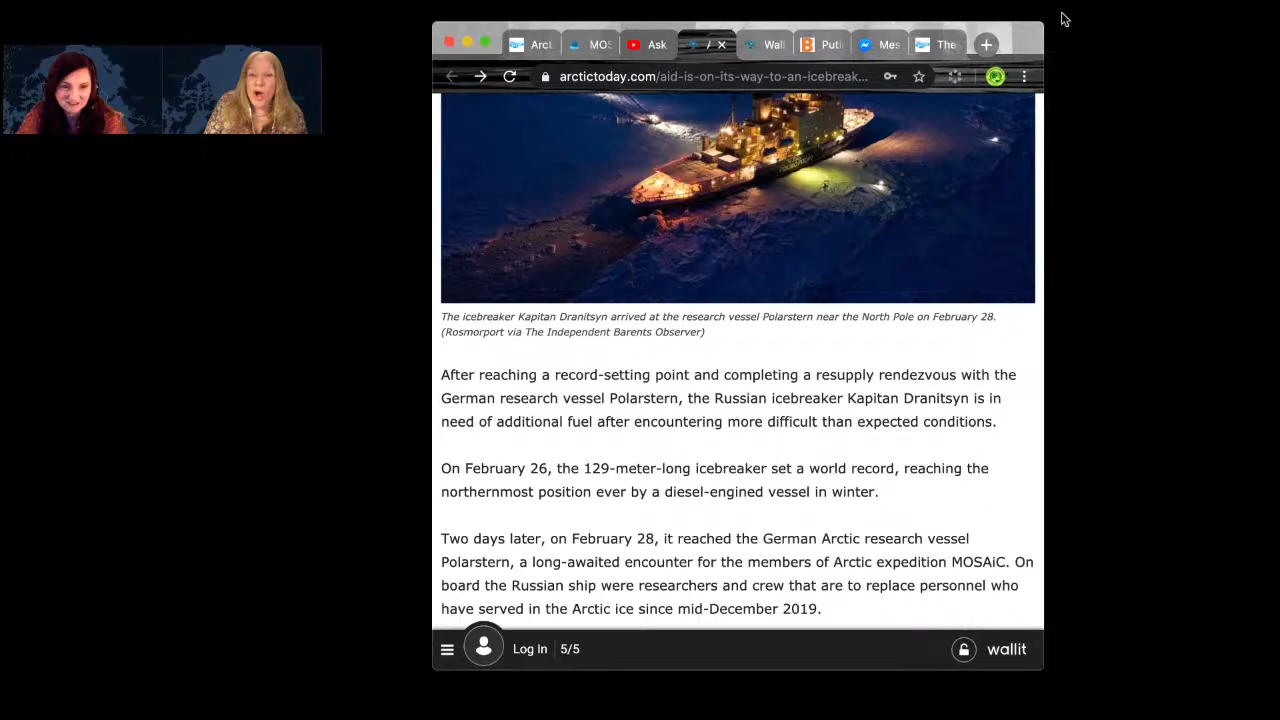 Arct
MOS
Ask
/
Wall
Puti
Mes
The
arctictoday.com/aid-is-on-its-way-to-an-icebreak...
The icebreaker Kapitan Dranitsyn arrived at the research vessel Polarstern near the North Pole on February 28.
(Rosmorport via The Independent Barents Observer)
After reaching a record-setting point and completing a resupply rendezvous with the
German research vessel Polarstern, the Russian icebreaker Kapitan Dranitsyn is in
need of additional fuel after encountering more difficult than expected conditions.
On February 26, the 129-meter-long icebreaker set a world record, reaching the
northernmost position ever by a diesel-engined vessel in winter.
Two days later, on February 28, it reached the German Arctic research vessel
Polarstern, a long-awaited encounter for the members of Arctic expedition MOSAiC. On
board the Russian ship were researchers and crew that are to replace personnel who
have served in the Arctic ice since mid-December 2019.
Log In 5/5
wallit